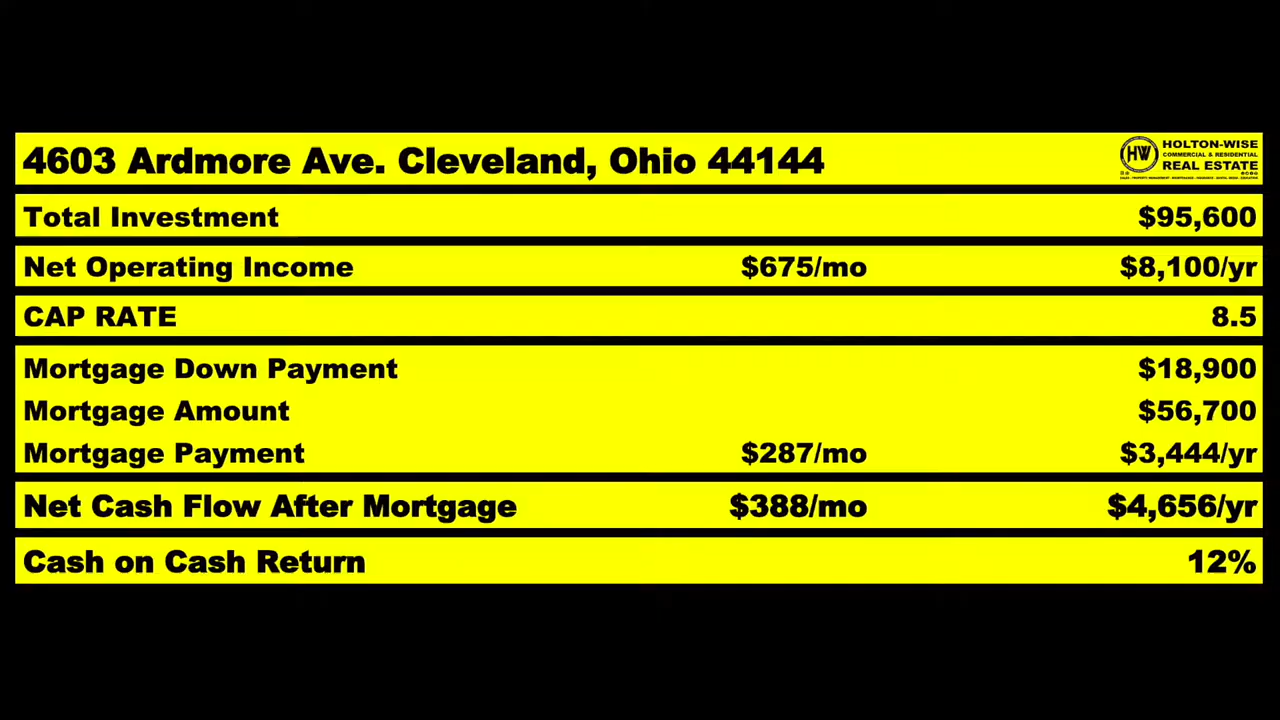 4603 Ardmore Ave. Cleveland, Ohio 44144
HW HOLTON-WISE
COMMERCIAL & RESIDENTIAL
REAL ESTATE
Total Investment $95,600
Net Operating Income $675/mo $8,100/yr
CAP RATE 8.5
Mortgage Down Payment $18,900
Mortgage Amount $56,700
Mortgage Payment $287/mo $3,444/yr
Net Cash Flow After Mortgage $388/mo $4,656/yr
Cash on Cash Return 12%